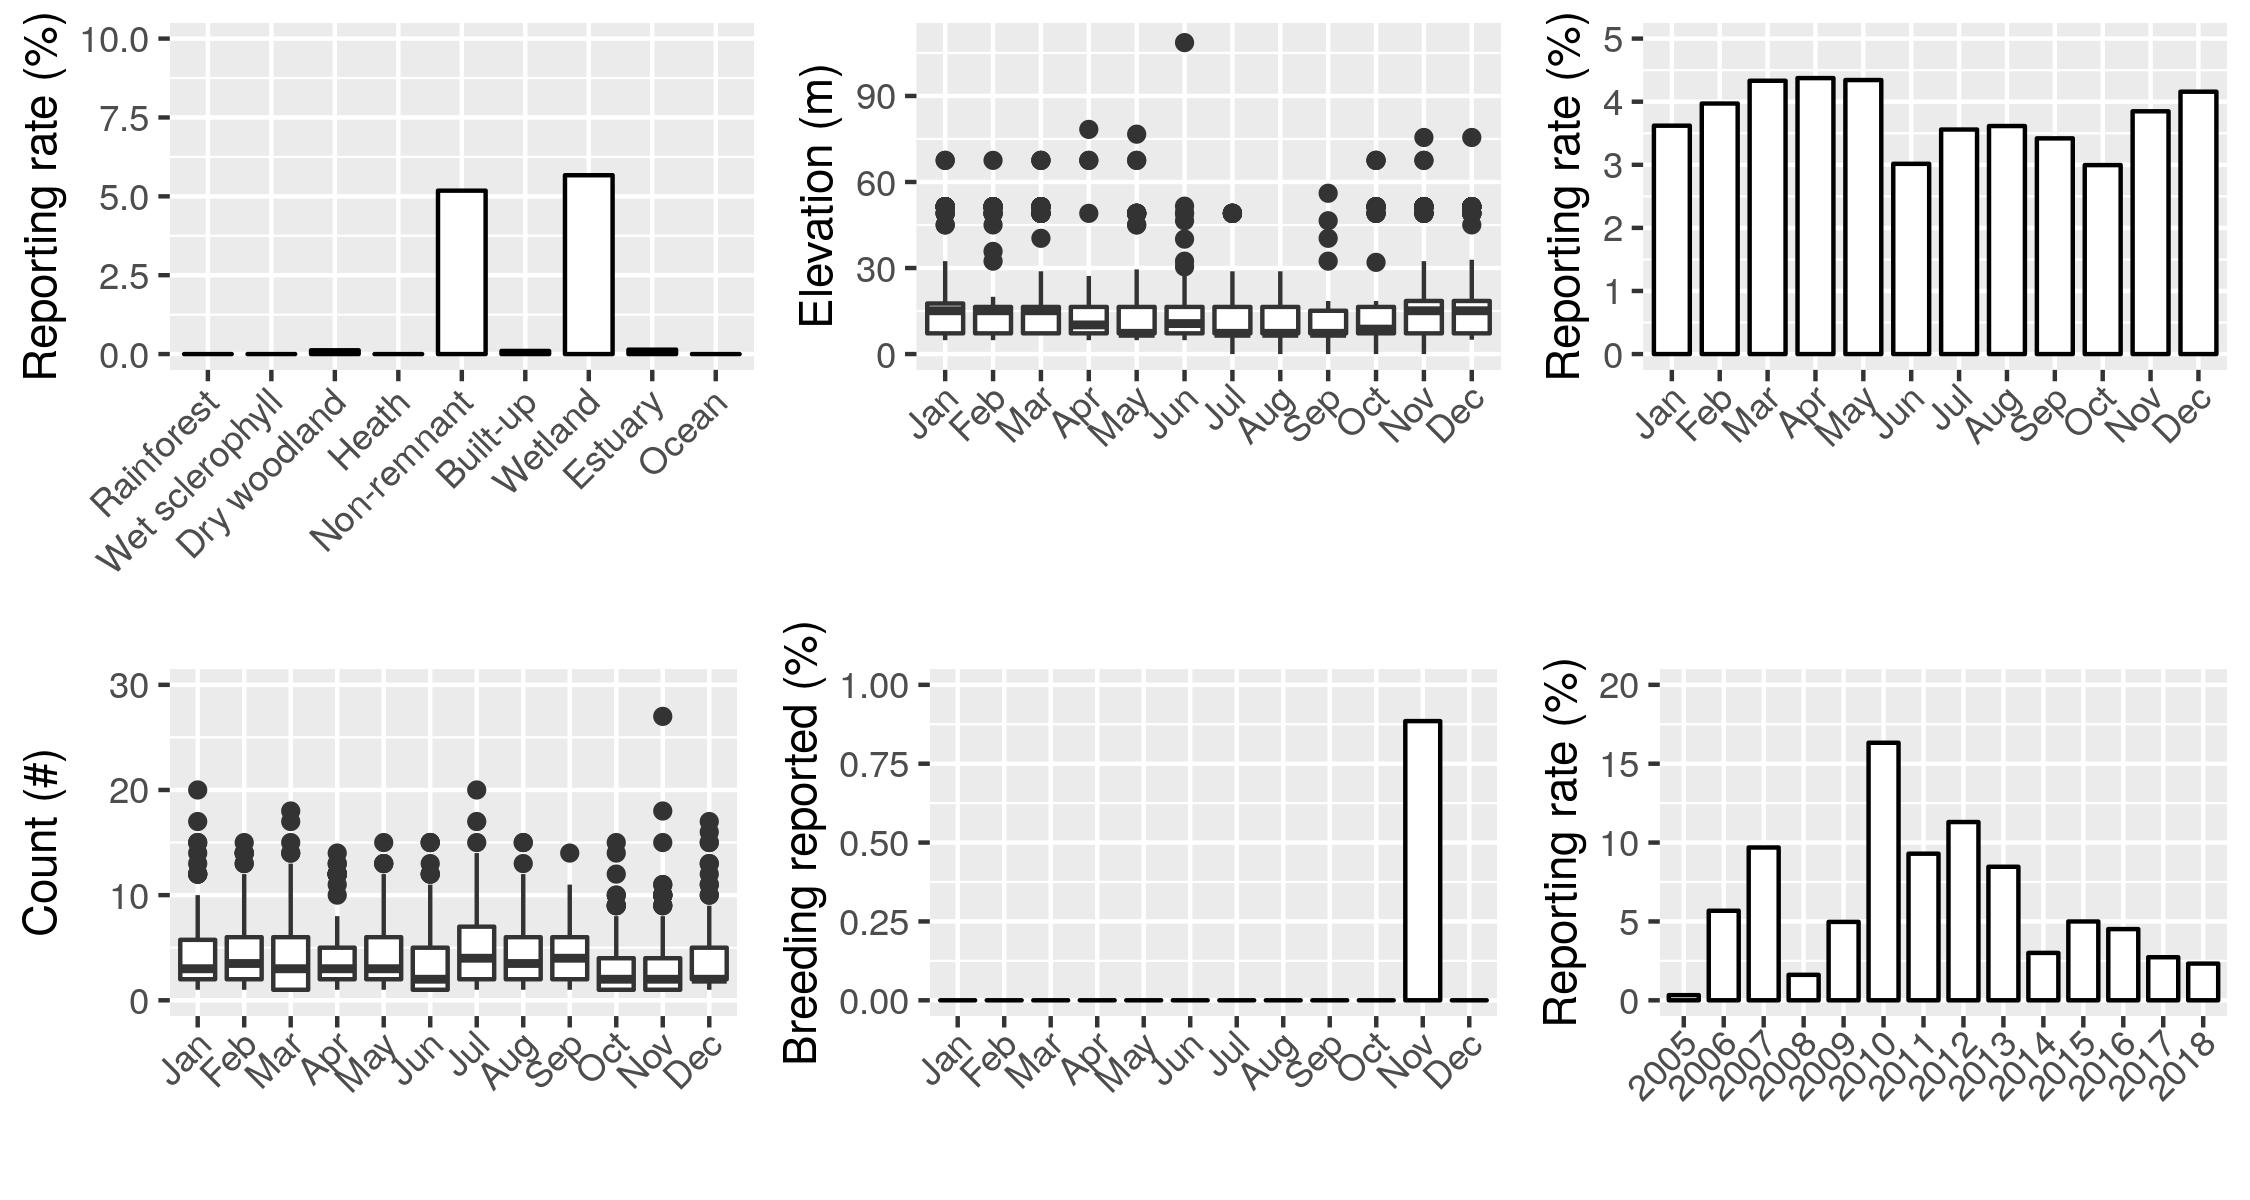 Reporting rate (%)
10.0
7.5
5.0
2.5
0.0
Rainforest
Wet sclerophyll
Dry woodland
Heath
Non-remnant
Built-up
Wetland
Estuary
Ocean
Elevation (m)
90
60
30
0
Jan
Feb
Mar
Apr
May
Jun
Jul
Aug
Sep
Oct
Nov
Dec
Reporting rate (%)
5
4
3
2
1
0
Jan
Feb
Mar
Apr
May
Jun
Jul
Aug
Sep
Oct
Nov
Dec
Count (#)
30
20
10
0
Jan
Feb
Mar
Apr
May
Jun
Jul
Aug
Sep
Oct
Nov
Dec
Breeding reported (%)
1.00
0.75
0.50
0.25
0.00
Jan
Feb
Mar
Apr
May
Jun
Jul
Aug
Sep
Oct
Nov
Dec
Reporting rate (%)
20
15
10
5
0
2005
2006
2007
2008
2009
2010
2011
2012
2013
2014
2015
2016
2017
2018